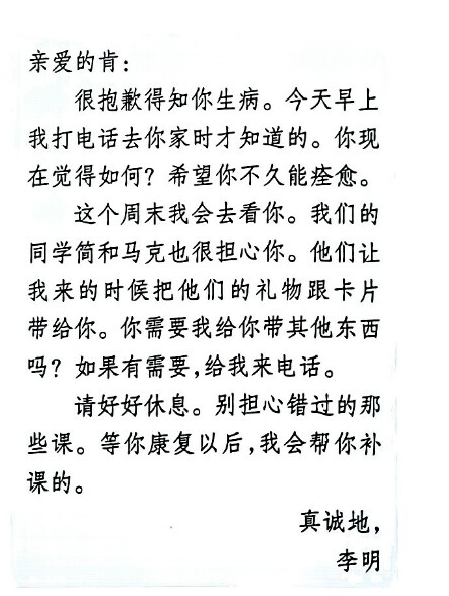 亲爱的肯：
很抱歉得知你生病。今天早上
我打电话去你家时才知道的。你现
在觉得如何？希望你不久能痊愈。
这个周末我会去看你。我们的
同学简和马克也很担心你。他们让
我来的时候把他们的礼物跟卡片
带给你。你需要我给你带其他东西
吗？如果有需要，给我来电话。
请好好休息。别担心错过的那
些课。等你康复以后，我会帮你补
课的。
真诚地，
李明